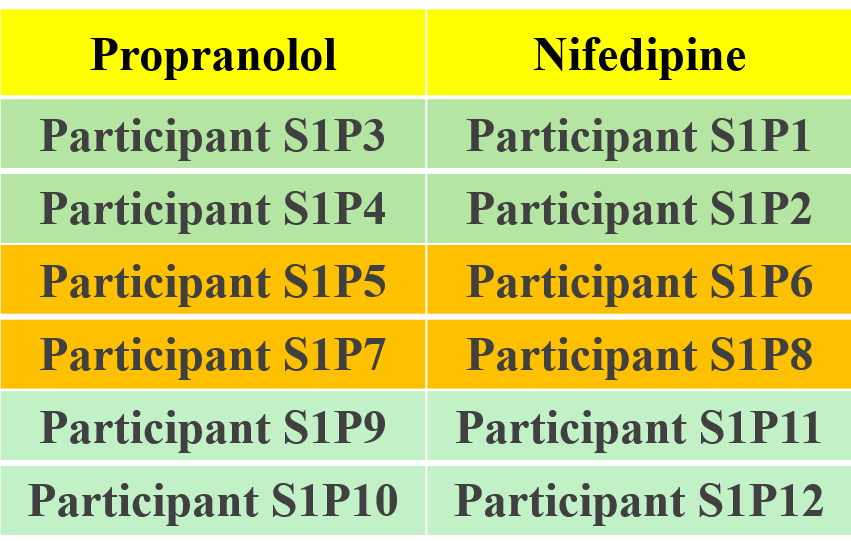 Propranolol Nifedipine
Participant S1P3 Participant S1P1
Participant S1P4 Participant S1P2
Participant S1P5 Participant S1P6
Participant S1P7 Participant S1P8
Participant S1P9 Participant S1P11
Participant S1P10 Participant S1P12